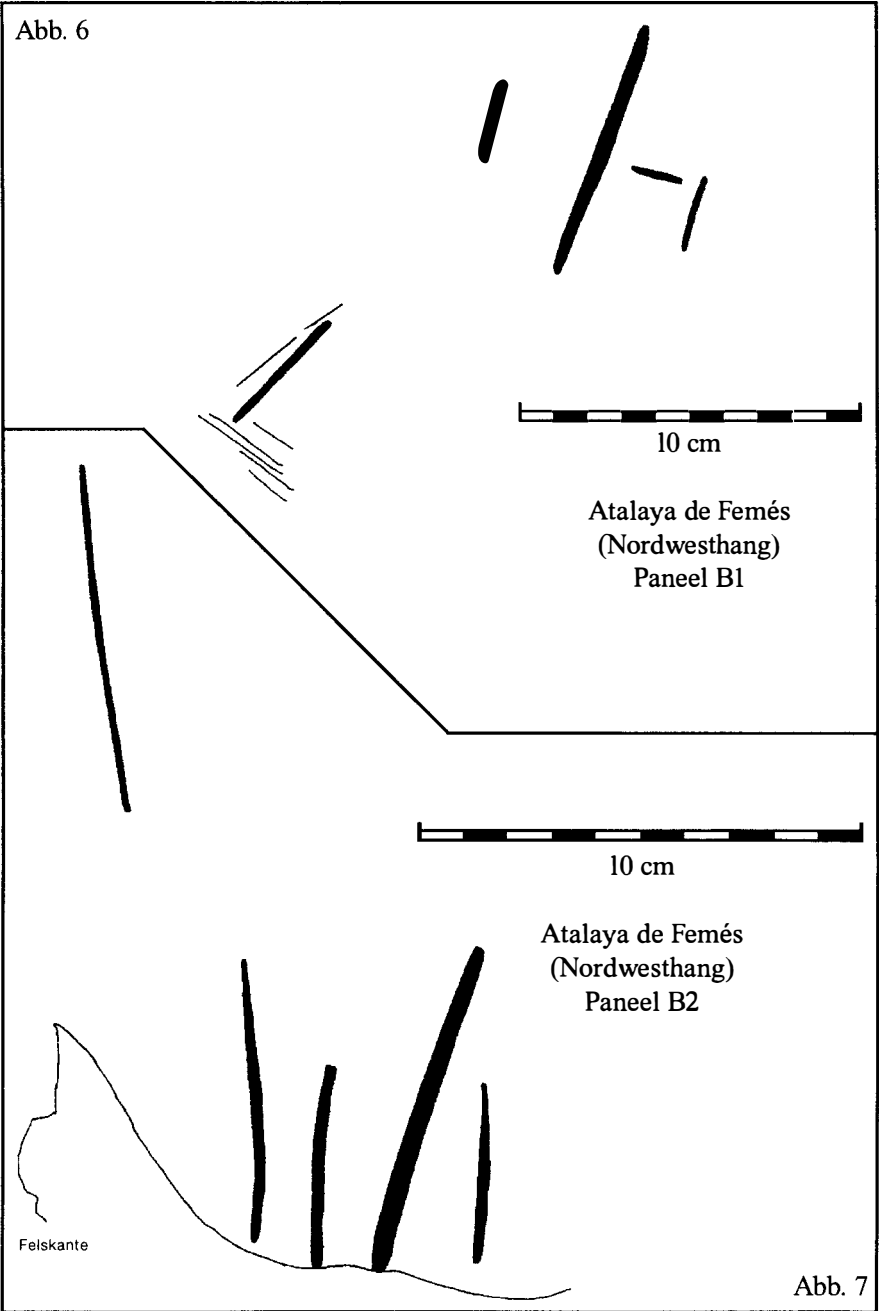 Abb. 6
10 cm
Atalaya de Femés
(Nordwesthang)
Paneel B1
10 cm
Atalaya de Femés
(Nordwesthang)
Paneel B2
Felskante
Abb. 7